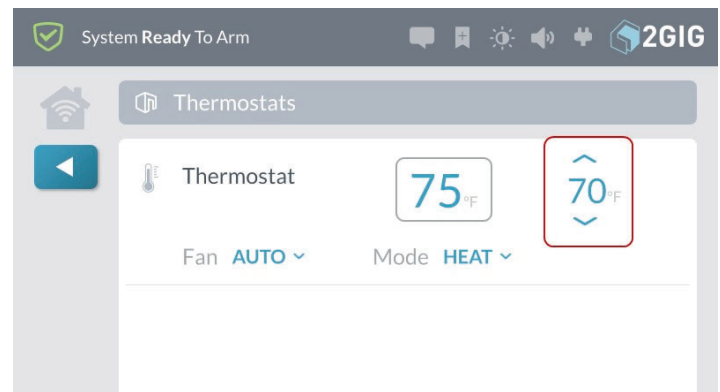 System Ready To Arm
2GIG
Thermostats
Thermostat
75°F
70°F
Fan AUTO
Mode HEAT